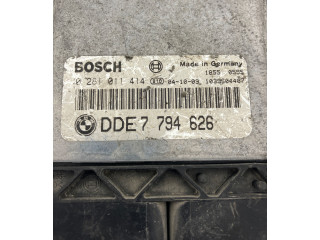 BOSCH Made in Germany
0 281 011 414 04-10-09
DDE 7 794 626